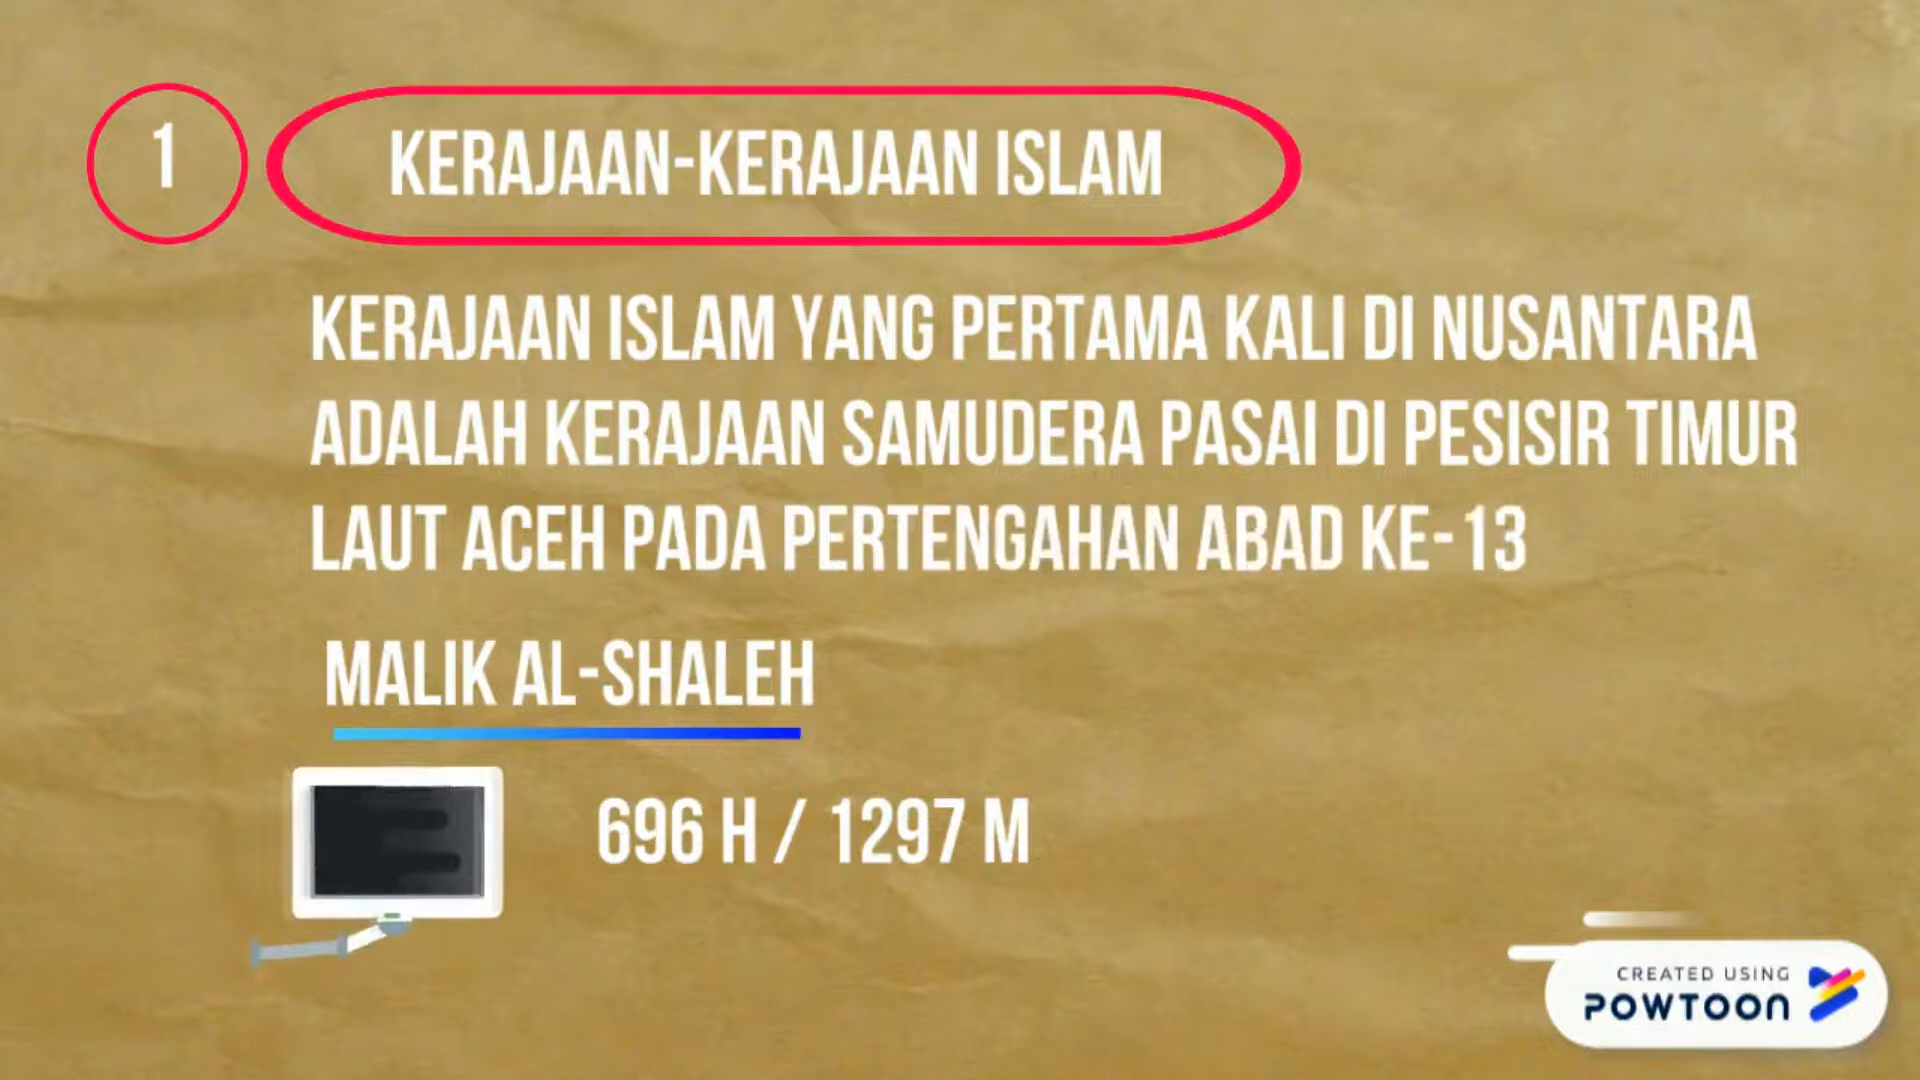 1
KERAJAAN-KERAJAAN ISLAM
KERAJAAN ISLAM YANG PERTAMA KALI DI NUSANTARA
ADALAH KERAJAAN SAMUDERA PASAI DI PESISIR TIMUR
LAUT ACEH PADA PERTENGAHAN ABAD KE-13
MALIK AL-SHALEH
696 H / 1297 M
CREATED USING
POWTOON